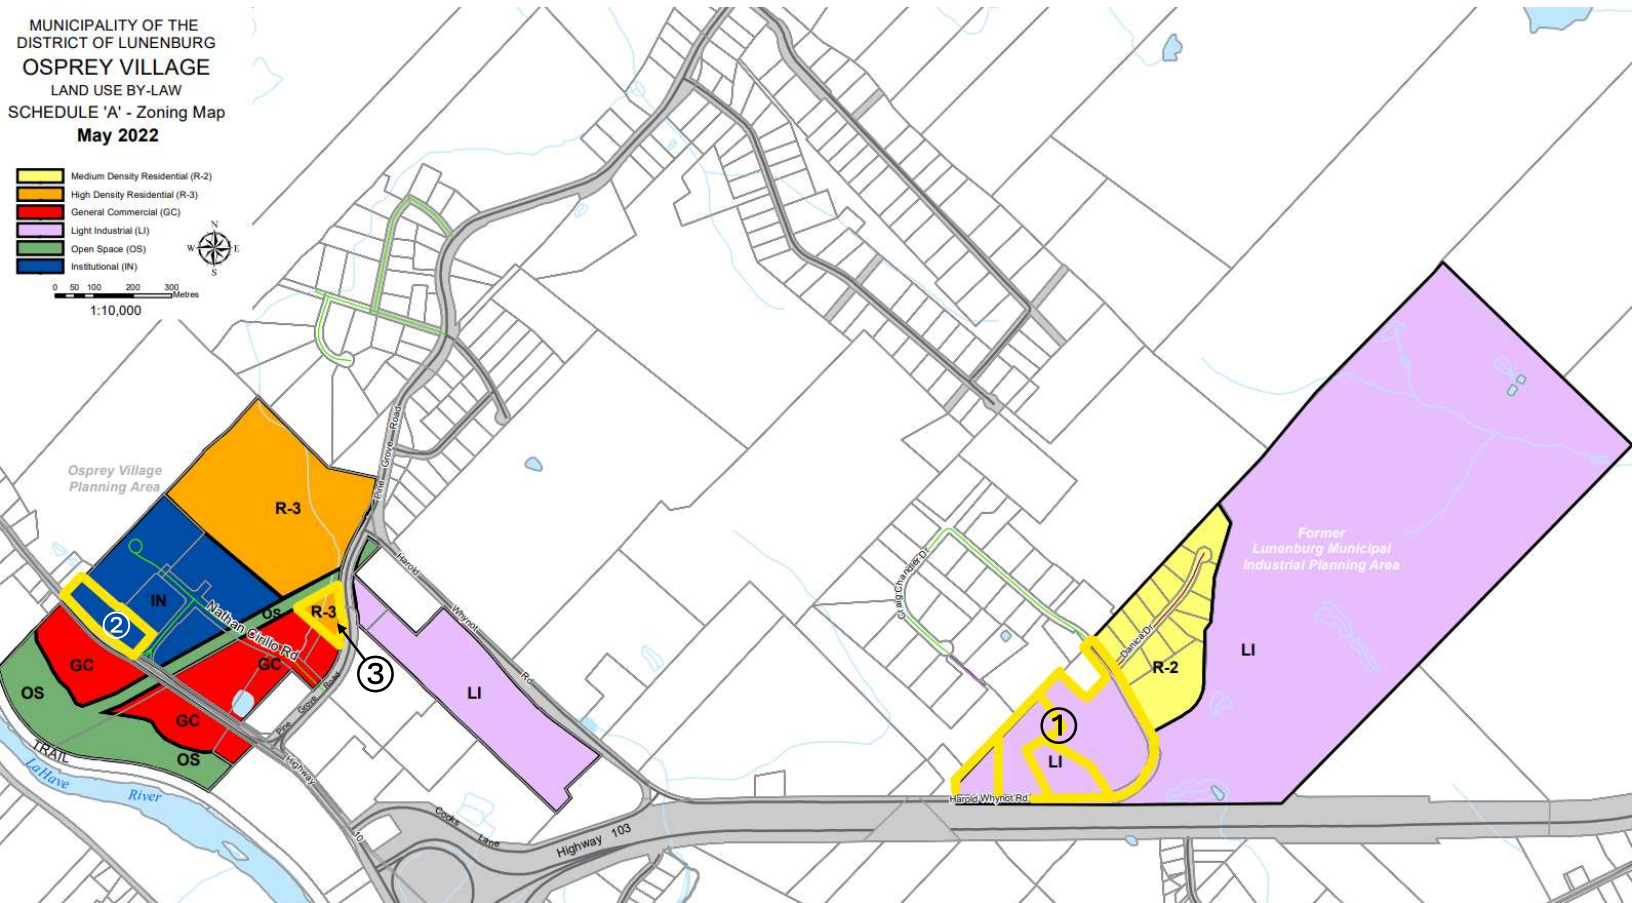 MUNICIPALITY OF THE
DISTRICT OF LUNENBURG
OSPREY VILLAGE
LAND USE BY-LAW
SCHEDULE 'A' - Zoning Map
May 2022
Medium Density Residential (R-2)
High Density Residential (R-3)
General Commercial (GC)
Light Industrial (LI)
Open Space (OS)
Institutional (IN)
N
W E
S
0 50 100 200 300
Metres
1:10,000
Osprey Village
Planning Area
R-3
Pine Grove Road
Harold Whynot Rd
IN
Nathan Cirillo Rd
OS
R-3
②
③
GC
GC
GC
OS
OS
Pine Grove Road
TRAIL
LaHave River
Highway 10
LI
Cooks Lane
Highway 103
Craig Chandler Dr
Danica Dr
R-2
LI
①
LI
Harold Whynot Rd
Former
Lunenburg Municipal
Industrial Planning Area